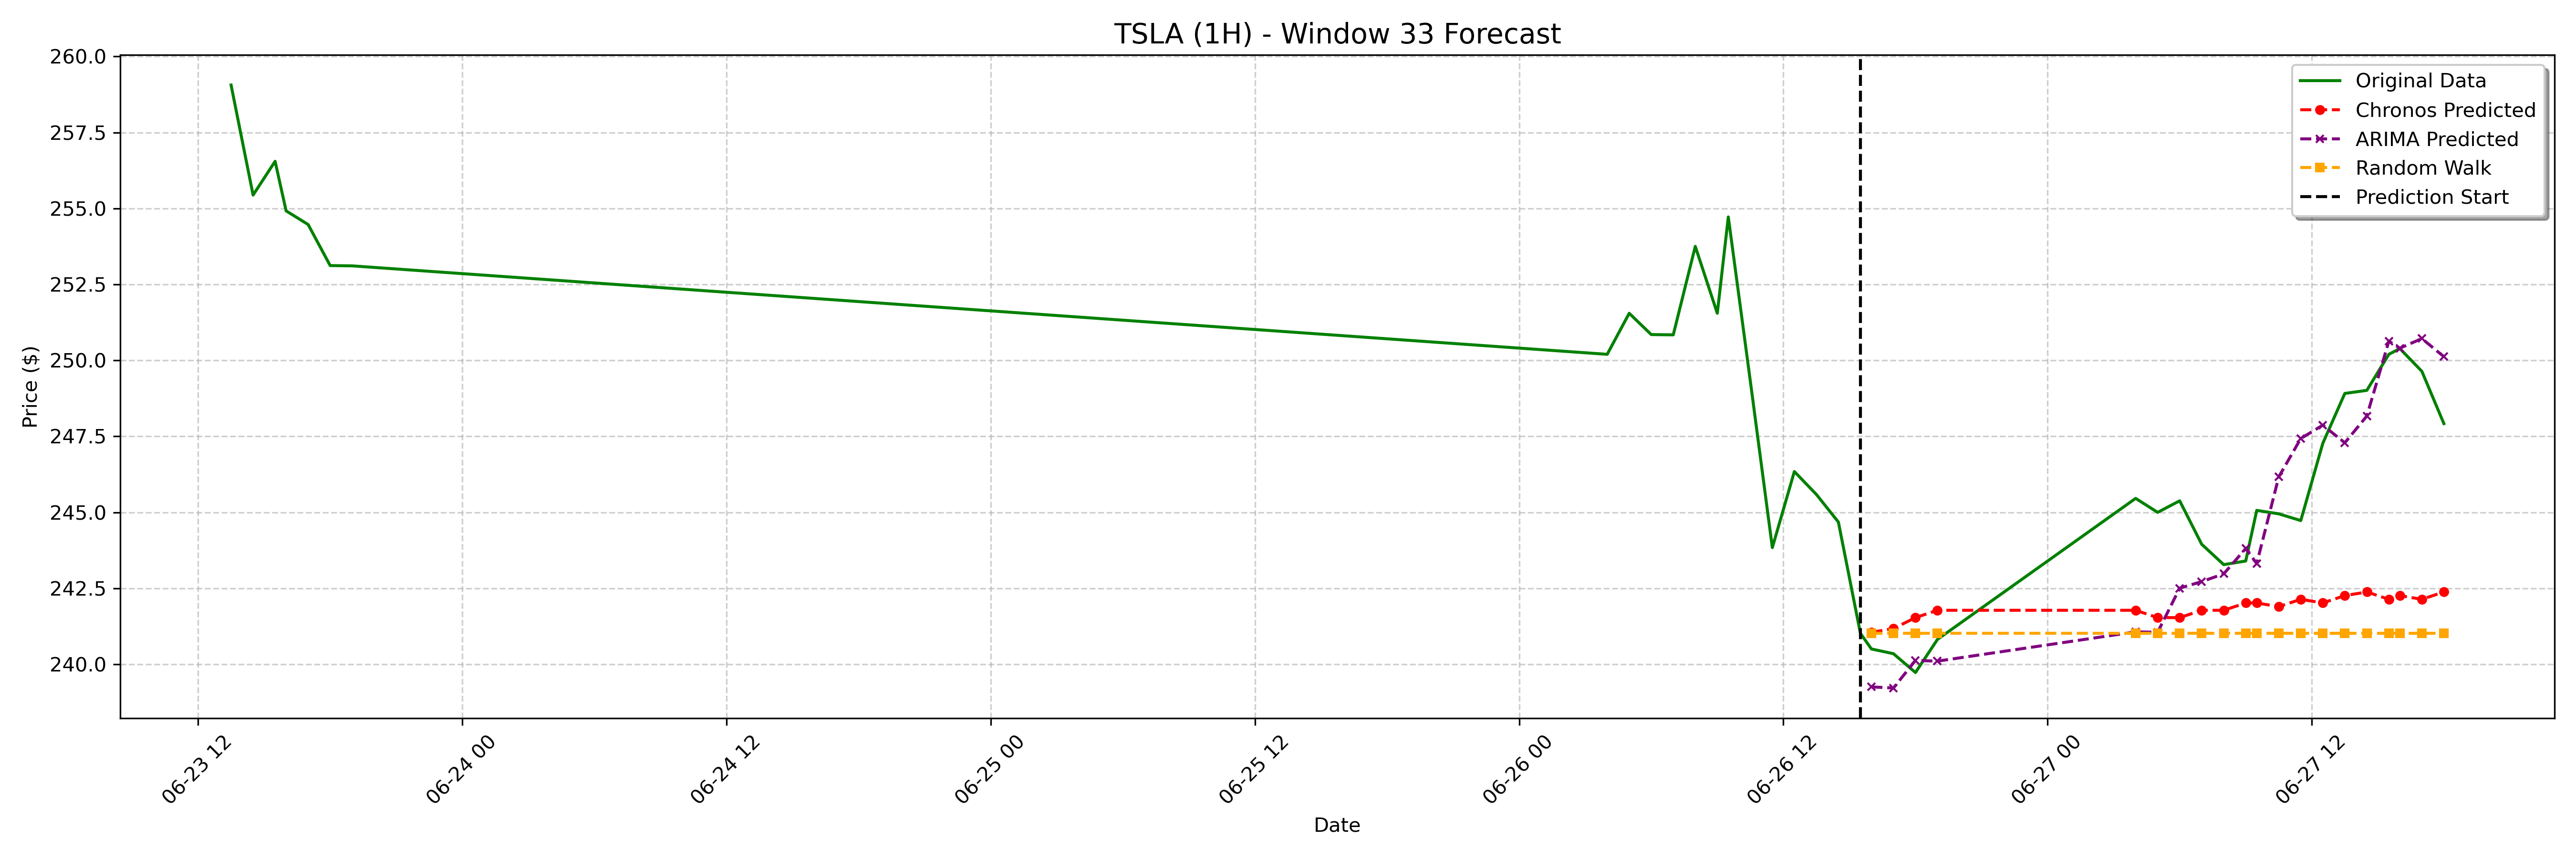 TSLA (1H) - Window 33 Forecast
Price ($)
260.0
257.5
255.0
252.5
250.0
247.5
245.0
242.5
240.0
Original Data
Chronos Predicted
ARIMA Predicted
Random Walk
Prediction Start
06-23 12
06-24 00
06-24 12
06-25 00
06-25 12
06-26 00
06-26 12
06-27 00
06-27 12
Date